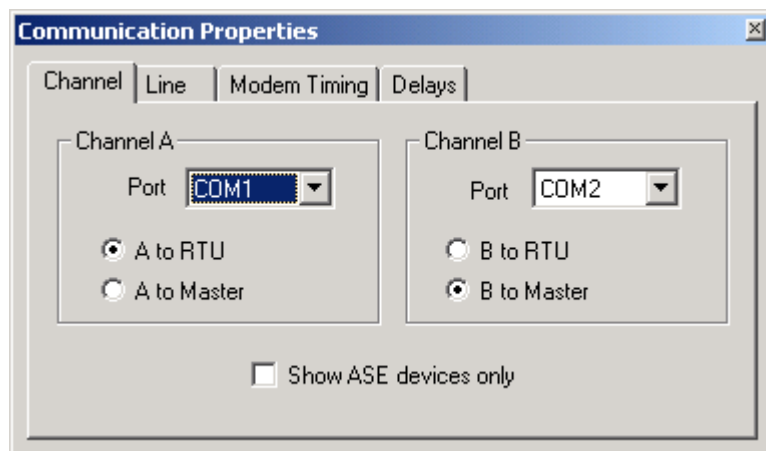 Communication Properties
Channel Line Modem Timing Delays
Channel A Channel B
Port COM1 Port COM2
A to RTU B to RTU
A to Master B to Master
Show ASE devices only